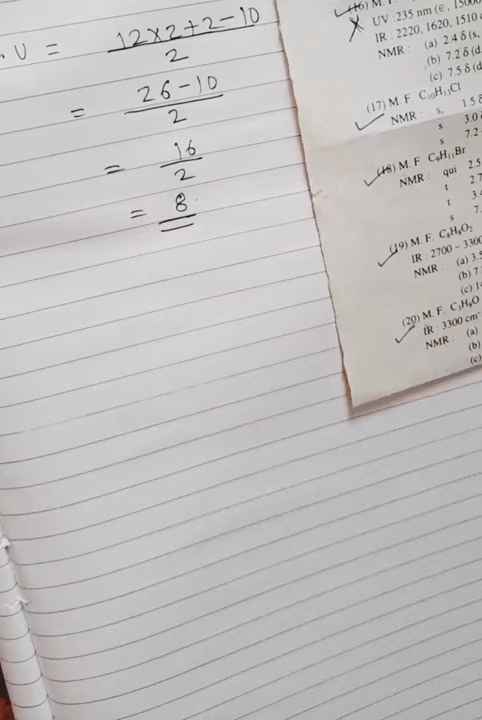 . U = 12×2+2-10
2
= 26-10
2
= 16
2
= 8
(16) M. F.
X UV : 235 nm (ε, 15000
IR : 2220, 1620, 1510
NMR : (a) 2.4 δ (s,
(b) 7.2 δ (d,
(c) 7.5 δ (d
(17) M. F. C₁₀H₁₃Cl
NMR : s, 1.5 δ
s 3.0
s 7.2
(18) M. F. C₉H₁₁Br
NMR : qui 2.5
t 2.7
t 3.4
s 7.
(19) M. F. C₈H₈O₂
IR : 2700 - 3300
NMR : (a) 3.5
(b) 7.
(c) 1
(20) M. F.
IR : 3300 cm⁻
NMR : (a)
(b)
(c)